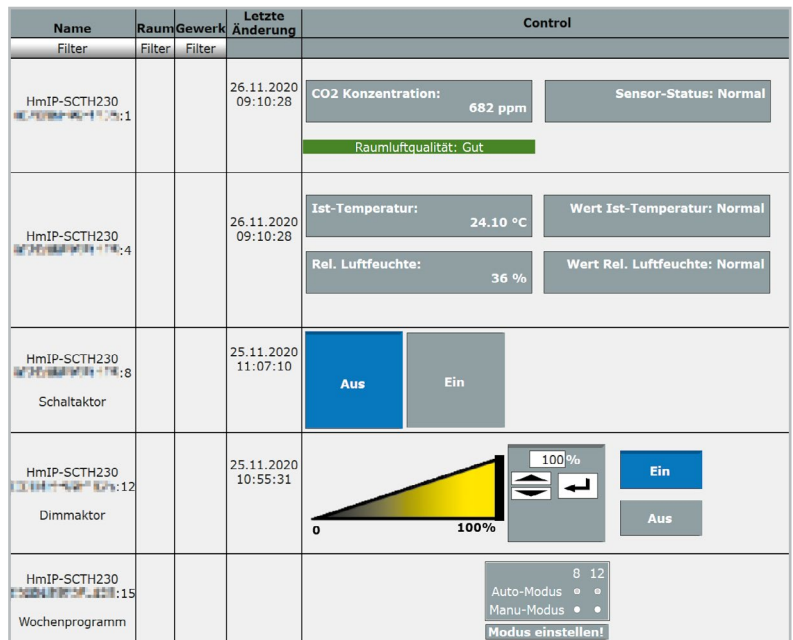 Name Raum Gewerk Letzte Änderung Control
Filter Filter Filter
HmIP-SCTH230
:1
26.11.2020
09:10:28
CO2 Konzentration:
682 ppm
Sensor-Status: Normal
Raumluftqualität: Gut
HmIP-SCTH230
:4
26.11.2020
09:10:28
Ist-Temperatur:
24.10 °C
Wert Ist-Temperatur: Normal
Rel. Luftfeuchte:
36 %
Wert Rel. Luftfeuchte: Normal
HmIP-SCTH230
:8
Schaltaktor
25.11.2020
11:07:10
Aus
Ein
HmIP-SCTH230
:12
Dimmaktor
25.11.2020
10:55:31
0
100%
100%
Ein
Aus
HmIP-SCTH230
:15
Wochenprogramm
8 12
Auto-Modus
Manu-Modus
Modus einstellen!